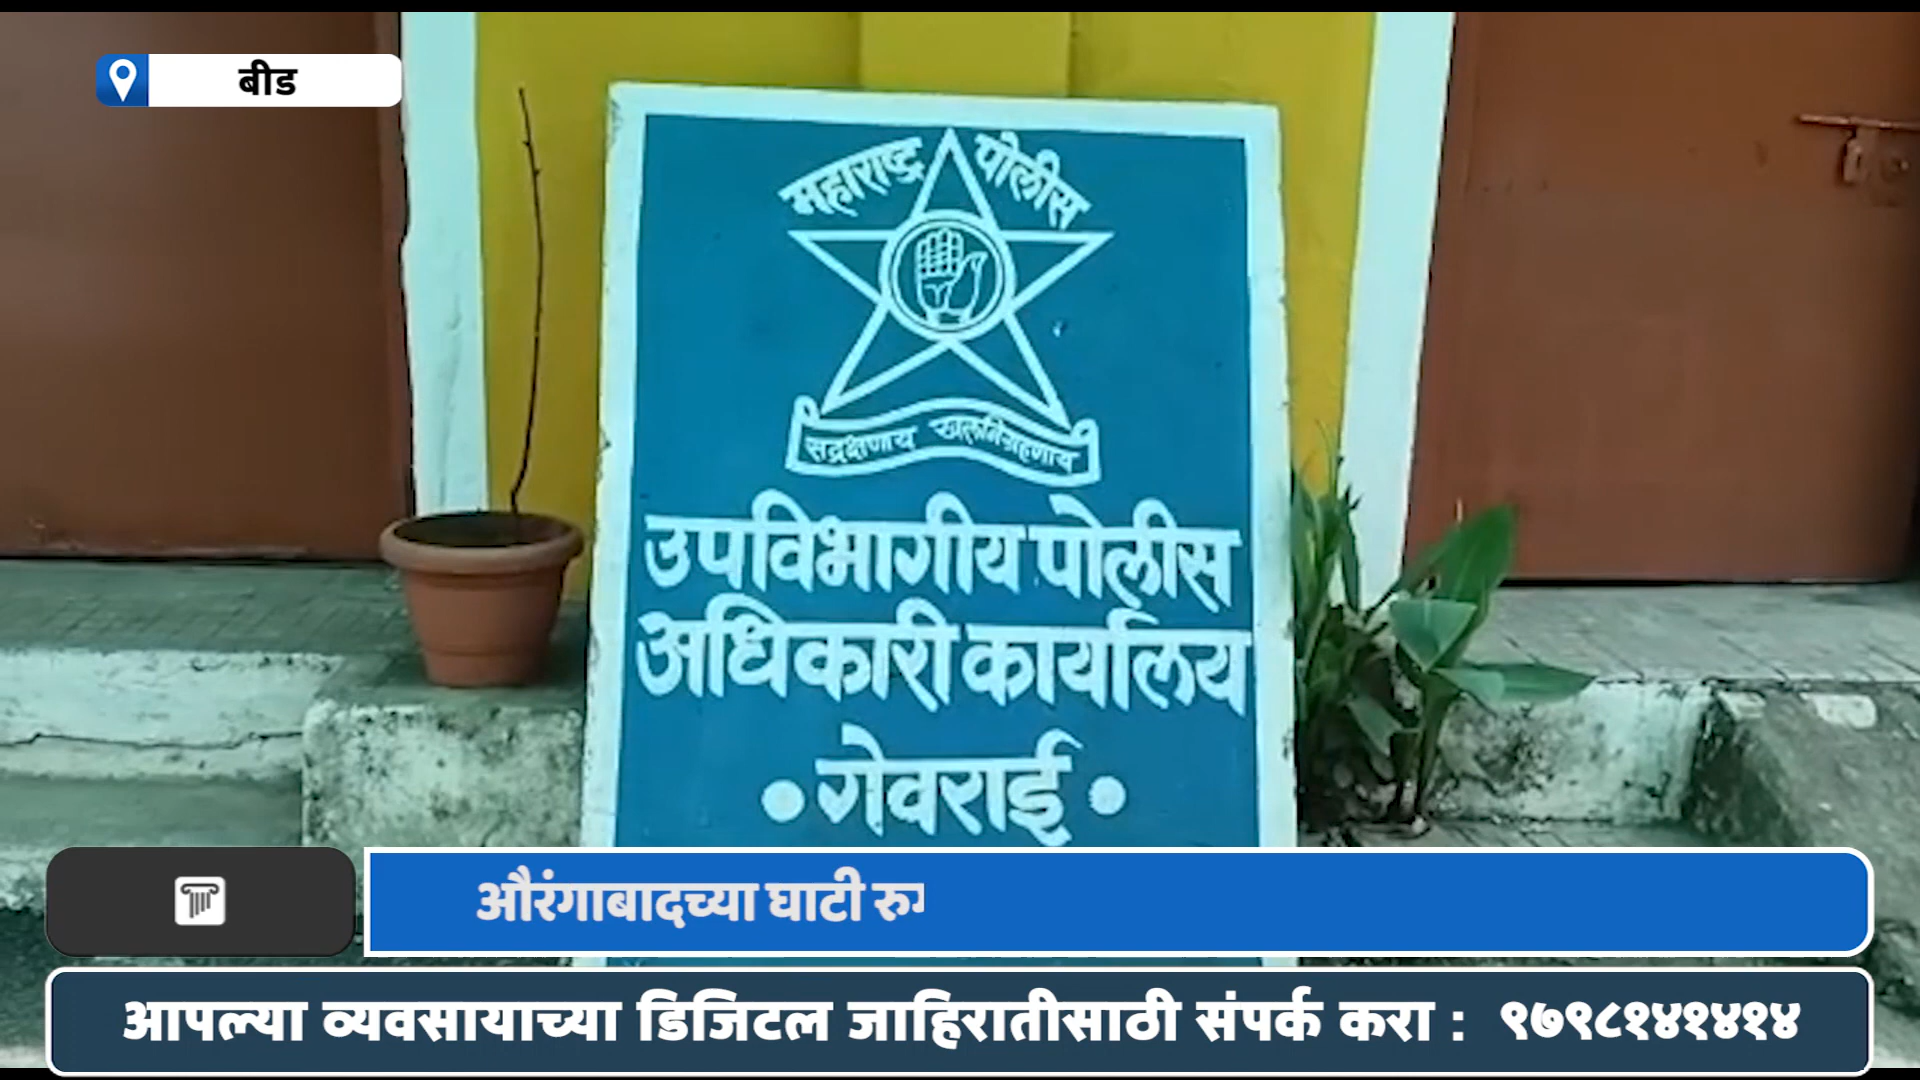 बीड
महाराष्ट्र पोलीस
सद्रक्षणाय खलनिग्रहणाय
उपविभागीय पोलीस
अधिकारी कार्यालय
• गेवराई •
औरंगाबादच्या घाटी
आपल्या व्यवसायाच्या डिजिटल जाहिरातीसाठी संपर्क करा : ९७९८१४१४१४